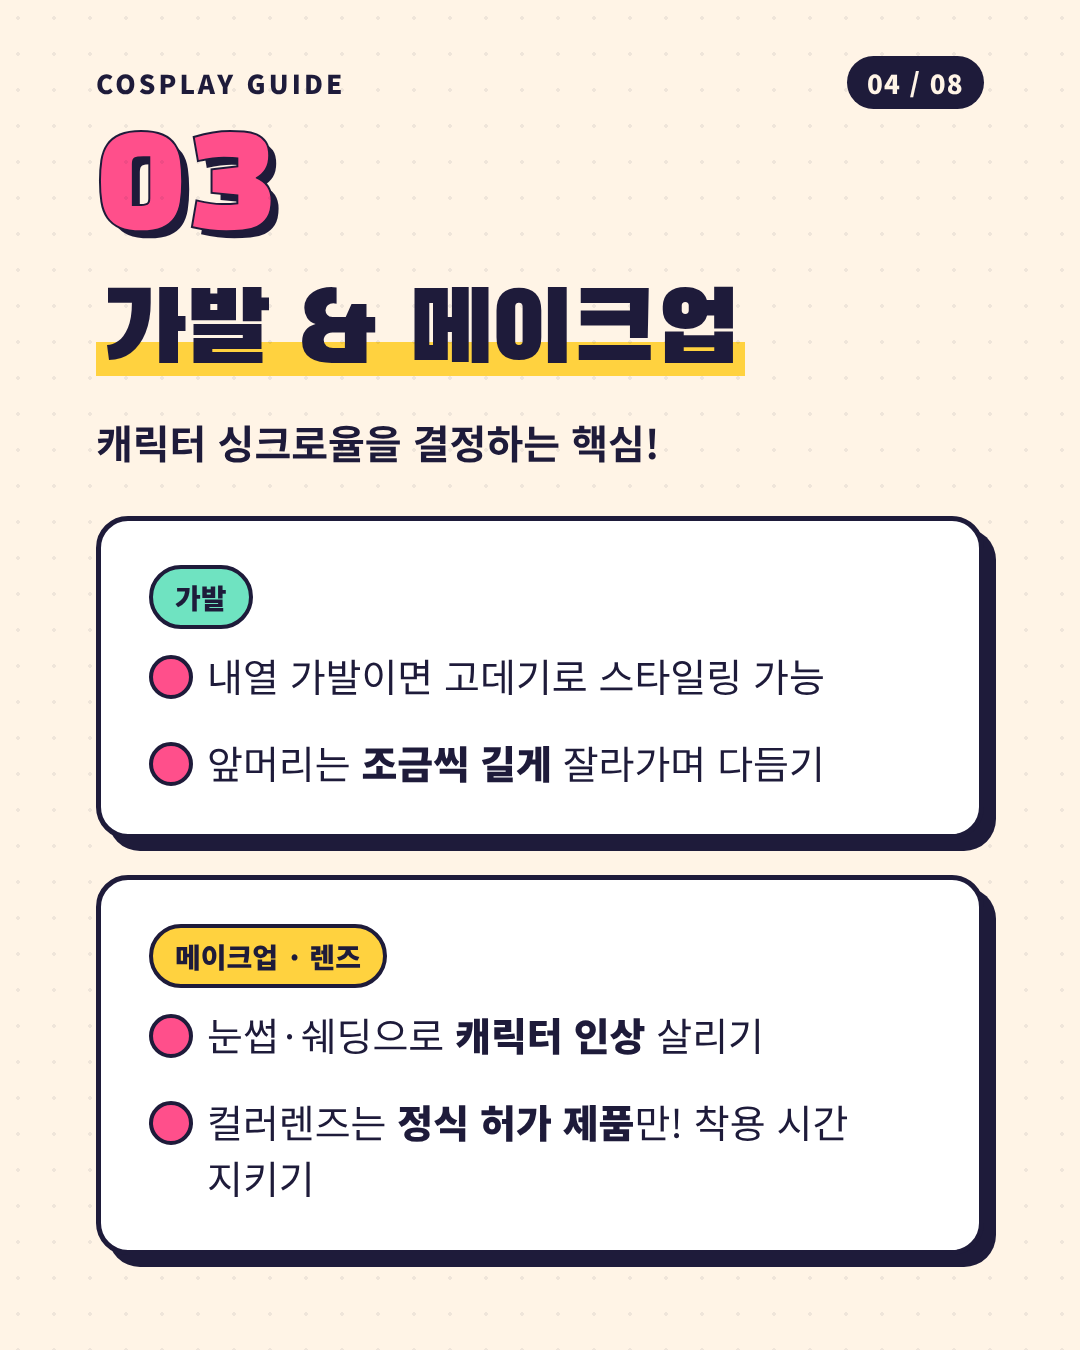 COSPLAY GUIDE
04 / 08
03
가발 & 메이크업
캐릭터 싱크로율을 결정하는 핵심!
가발
내열 가발이면 고데기로 스타일링 가능
앞머리는 조금씩 길게 잘라가며 다듬기
메이크업 · 렌즈
눈썹·쉐딩으로 캐릭터 인상 살리기
컬러렌즈는 정식 허가 제품만! 착용 시간
지키기